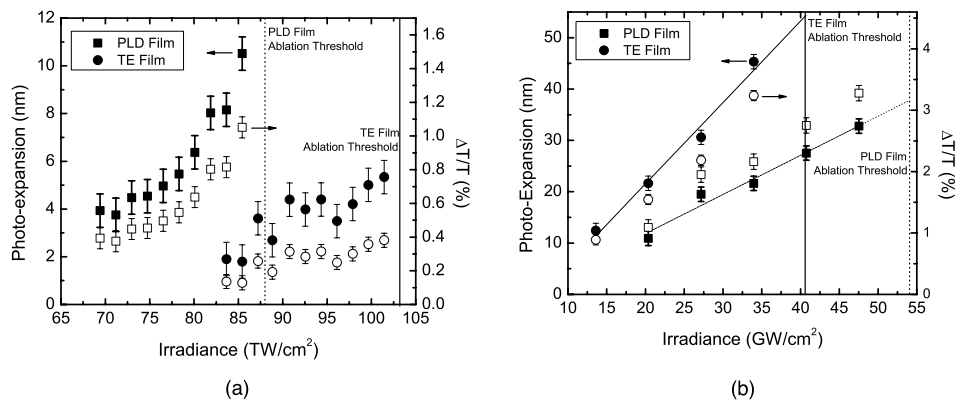 12
10
8
6
4
2
0
Photo-expansion (nm)
PLD Film
TE Film
PLD Film
Ablation Threshold
TE Film
Ablation Threshold
1.6
1.4
1.2
1.0
0.8
0.6
0.4
0.2
0.0
ΔT/T (%)
65 70 75 80 85 90 95 100 105
Irradiance (TW/cm²)
(a)
50
40
30
20
10
0
Photo-Expansion (nm)
PLD Film
TE Film
TE Film
Ablation Threshold
PLD Film
Ablation Threshold
4
3
2
1
0
ΔT/T (%)
10 15 20 25 30 35 40 45 50 55
Irradiance (GW/cm²)
(b)